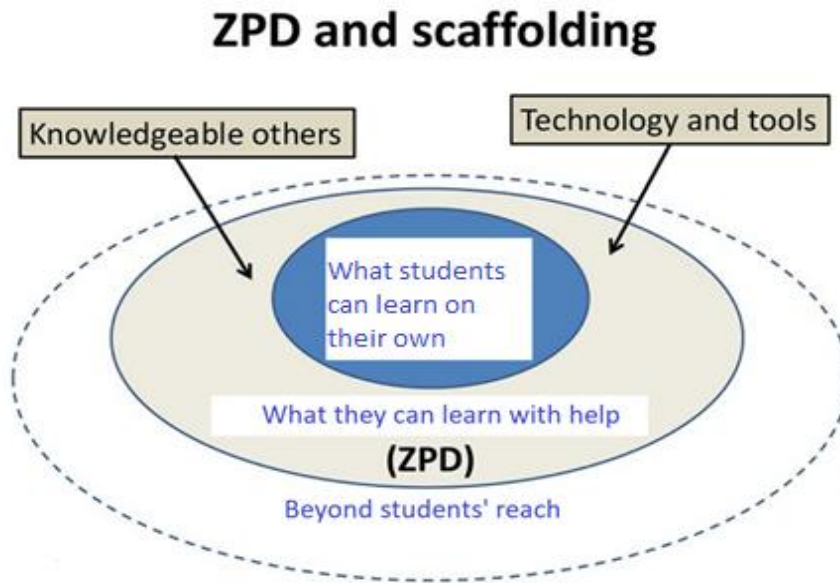 ZPD and scaffolding
Knowledgeable others
Technology and tools
What students
can learn on
their own
What they can learn with help
(ZPD)
Beyond students' reach